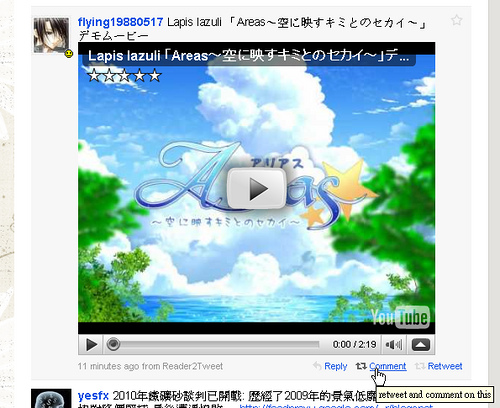 flying19880517 Lapis lazuli 「Areas～空に映すキミとのセカイ～」
デモムービー
Lapis lazuli「Areas～空に映すキミとのセカイ～」デ...
アリアス
Areas
～空に映すキミとのセカイ～
YouTube
0:00 / 2:19
11 minutes ago from Reader2Tweet
Reply Comment Retweet
retweet and comment on this
yesfx 2010年鐵礦砂談判已開戰: 歷經了2009年的景氣低